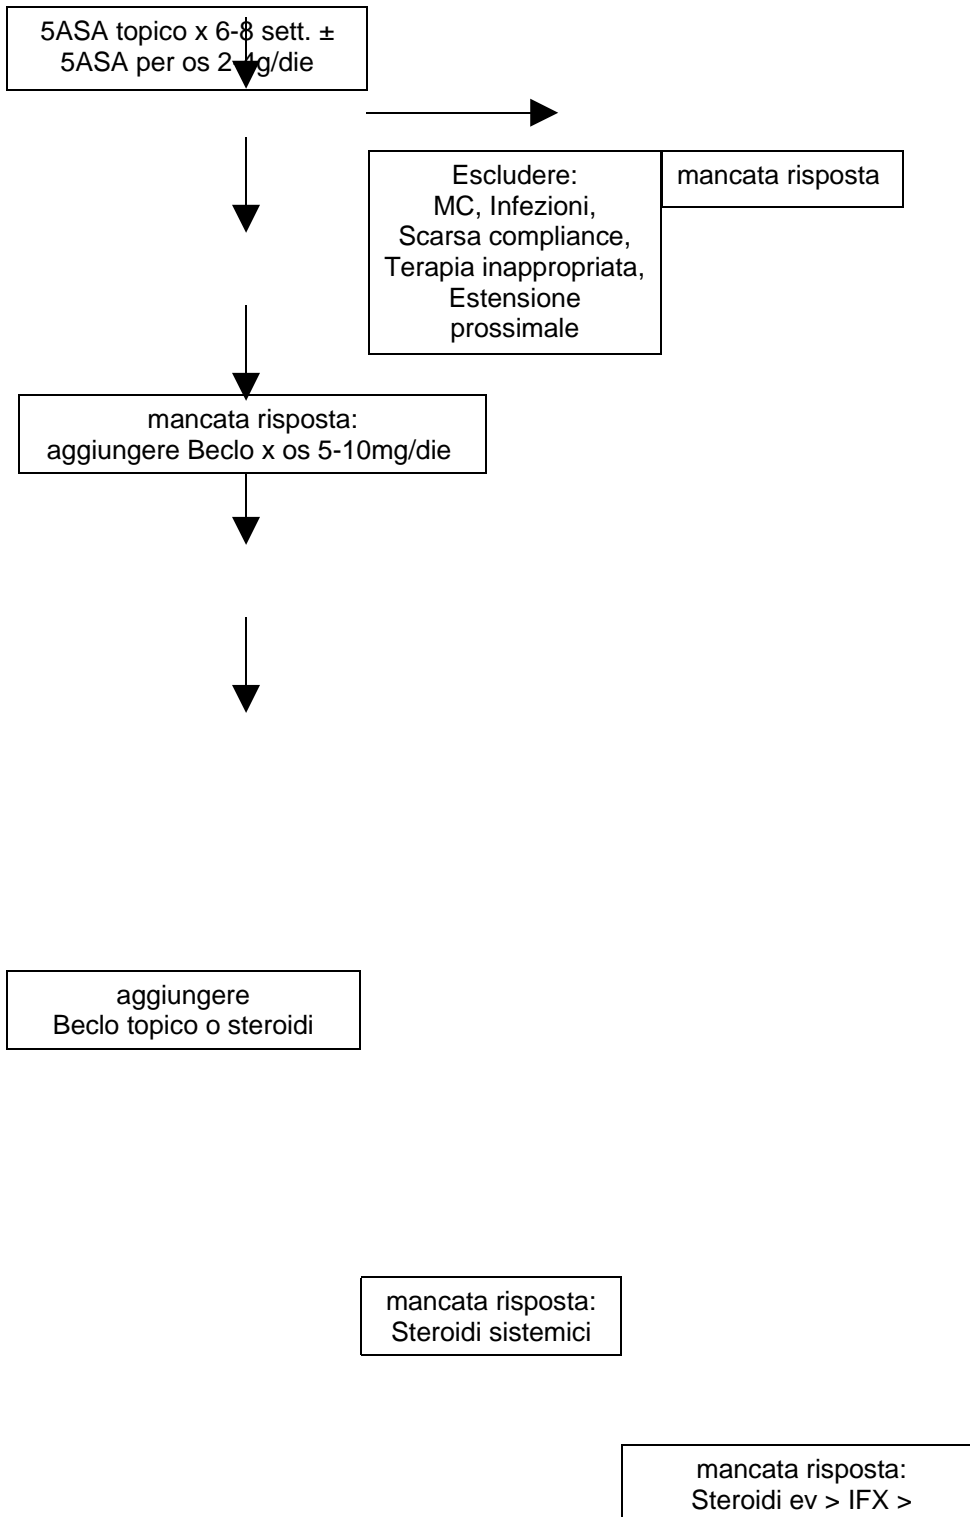 5ASA topico x 6-8 sett. ±
5ASA per os 2-4g/die
Escludere:
MC, Infezioni,
Scarsa compliance,
Terapia inappropriata,
Estensione
prossimale
mancata risposta
mancata risposta:
aggiungere Beclo x os 5-10mg/die
aggiungere
Beclo topico o steroidi
mancata risposta:
Steroidi sistemici
mancata risposta:
Steroidi ev > IFX >